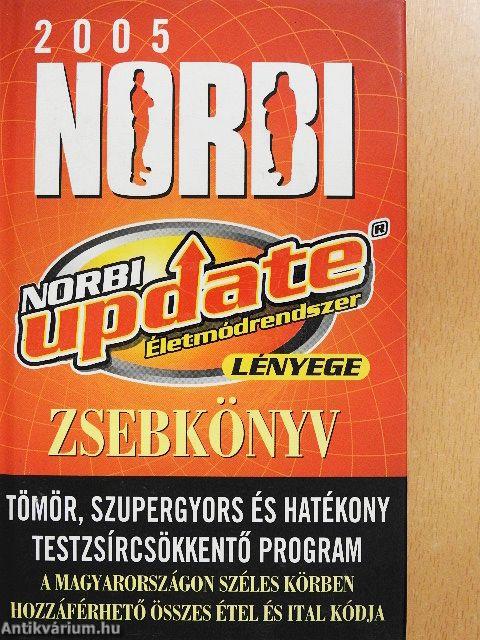 2005
NORBI
NORBI
update®
Életmódrendszer
LÉNYEGE
ZSEBKÖNYV
TÖMÖR, SZUPERGYORS ÉS HATÉKONY
TESTZSÍRCSÖKKENTŐ PROGRAM
A MAGYARORSZÁGON SZÉLES KÖRBEN
HOZZÁFÉRHETŐ ÖSSZES ÉTEL ÉS ITAL KÓDJA
Antikvárium.hu